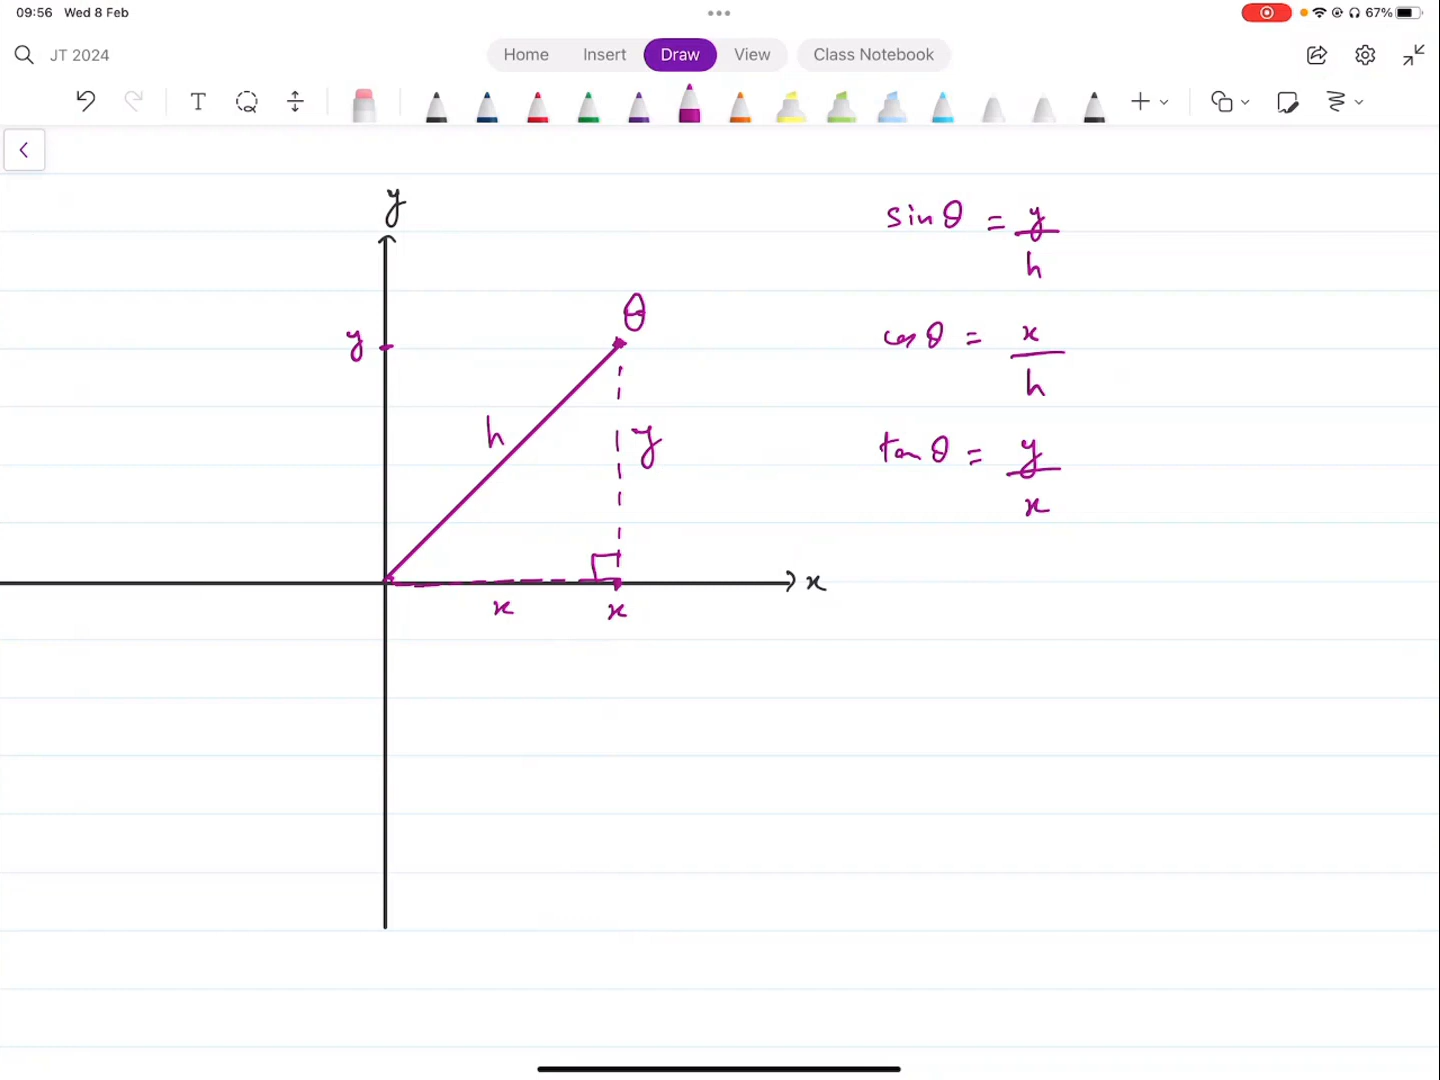 09:56 Wed 8 Feb
67%
JT 2024
Home Insert Draw View Class Notebook
T
y
sin θ = y/h
θ
y
cos θ = x/h
h
y
tan θ = y/x
x
x
x